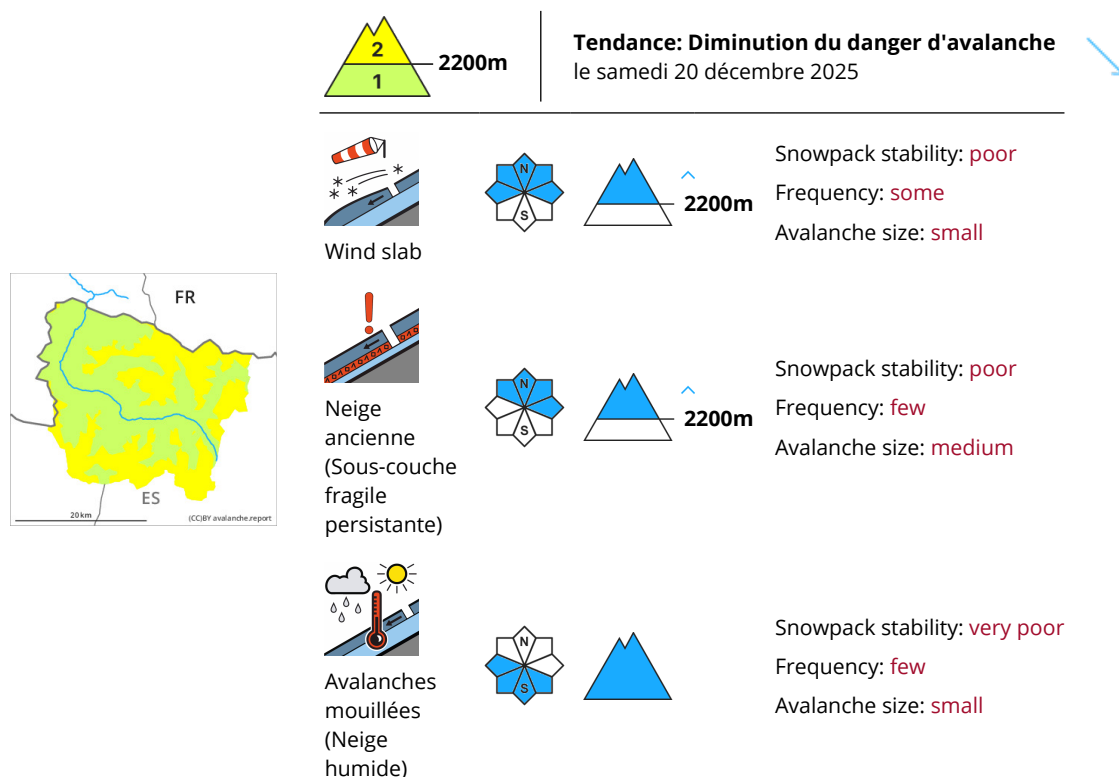 2
1
2200m
Tendance: Diminution du danger d'avalanche
le samedi 20 décembre 2025
N
S
2200m
Snowpack stability: poor
Frequency: some
Avalanche size: small
Wind slab
FR
ES
20 km
(CC)BY avalanche.report
N
S
2200m
Snowpack stability: poor
Frequency: few
Avalanche size: medium
Neige
ancienne
(Sous-couche
fragile
persistante)
N
S
Snowpack stability: very poor
Frequency: few
Avalanche size: small
Avalanches
mouillées
(Neige
humide)